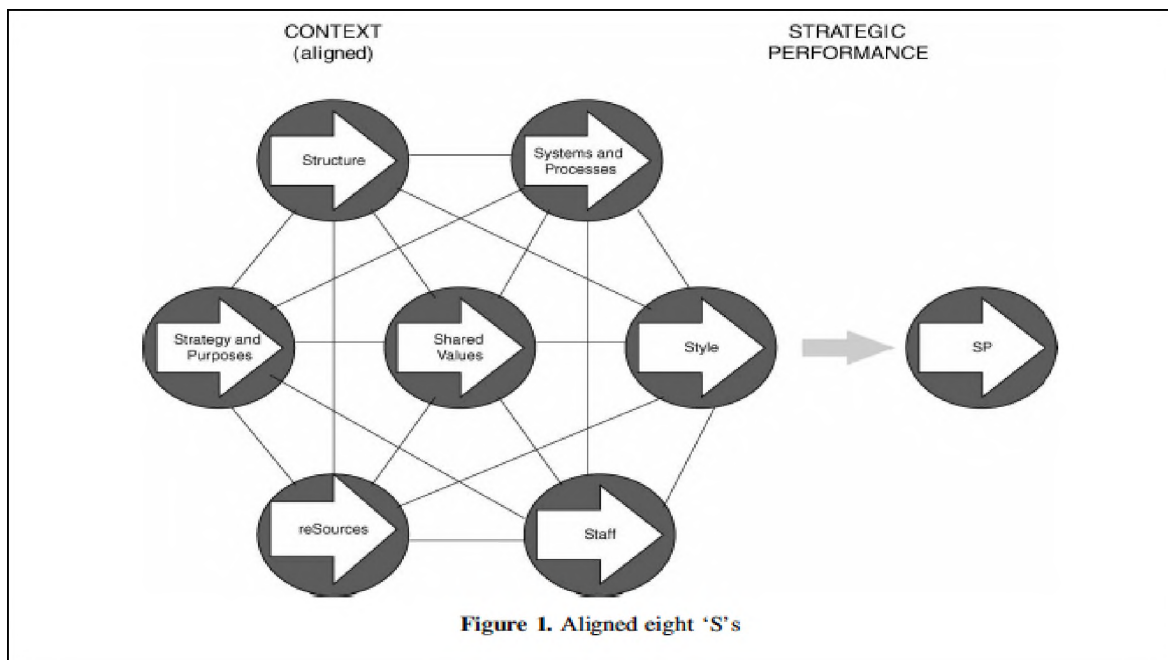 CONTEXT
(aligned)
STRATEGIC
PERFORMANCE
Structure
Systems and
Processes
Strategy and
Purposes
Shared
Values
Style
SP
reSources
Staff
Figure 1. Aligned eight ‘S’s